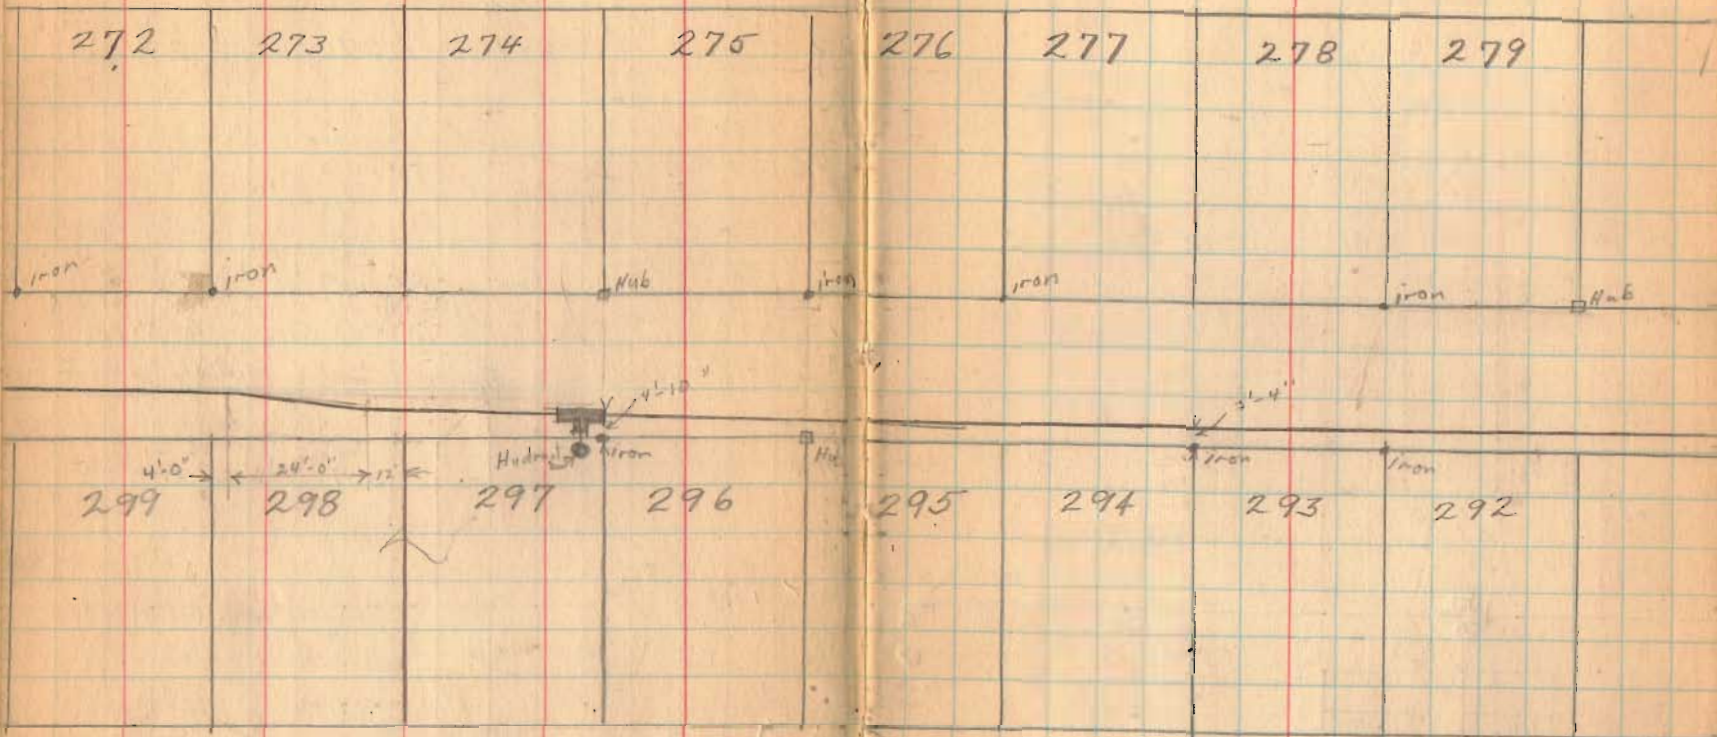 272 273 274 275 276 277 278 279
iron iron Hub iron iron iron Hub
4'-10" 3'-4"
Hydrant iron iron iron
4'-0" 24'-0" 12'
299 298 297 296 295 294 293 292